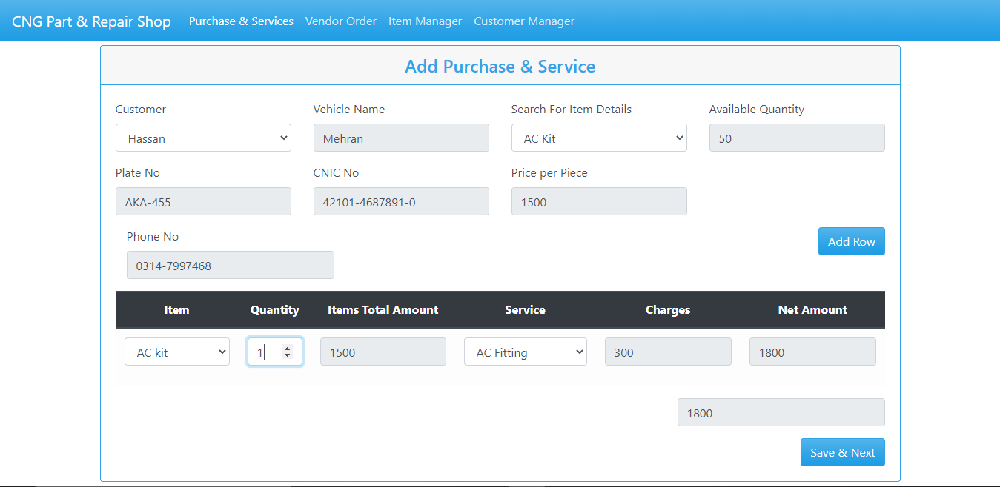 CNG Part & Repair Shop Purchase & Services Vendor Order Item Manager Customer Manager
Add Purchase & Service
Customer Vehicle Name Search For Item Details Available Quantity
Hassan Mehran AC Kit 50
Plate No CNIC No Price per Piece
AKA-455 42101-4687891-0 1500
Phone No
Add Row
0314-7997468
Item Quantity Items Total Amount Service Charges Net Amount
AC kit 1 1500 AC Fitting 300 1800
1800
Save & Next